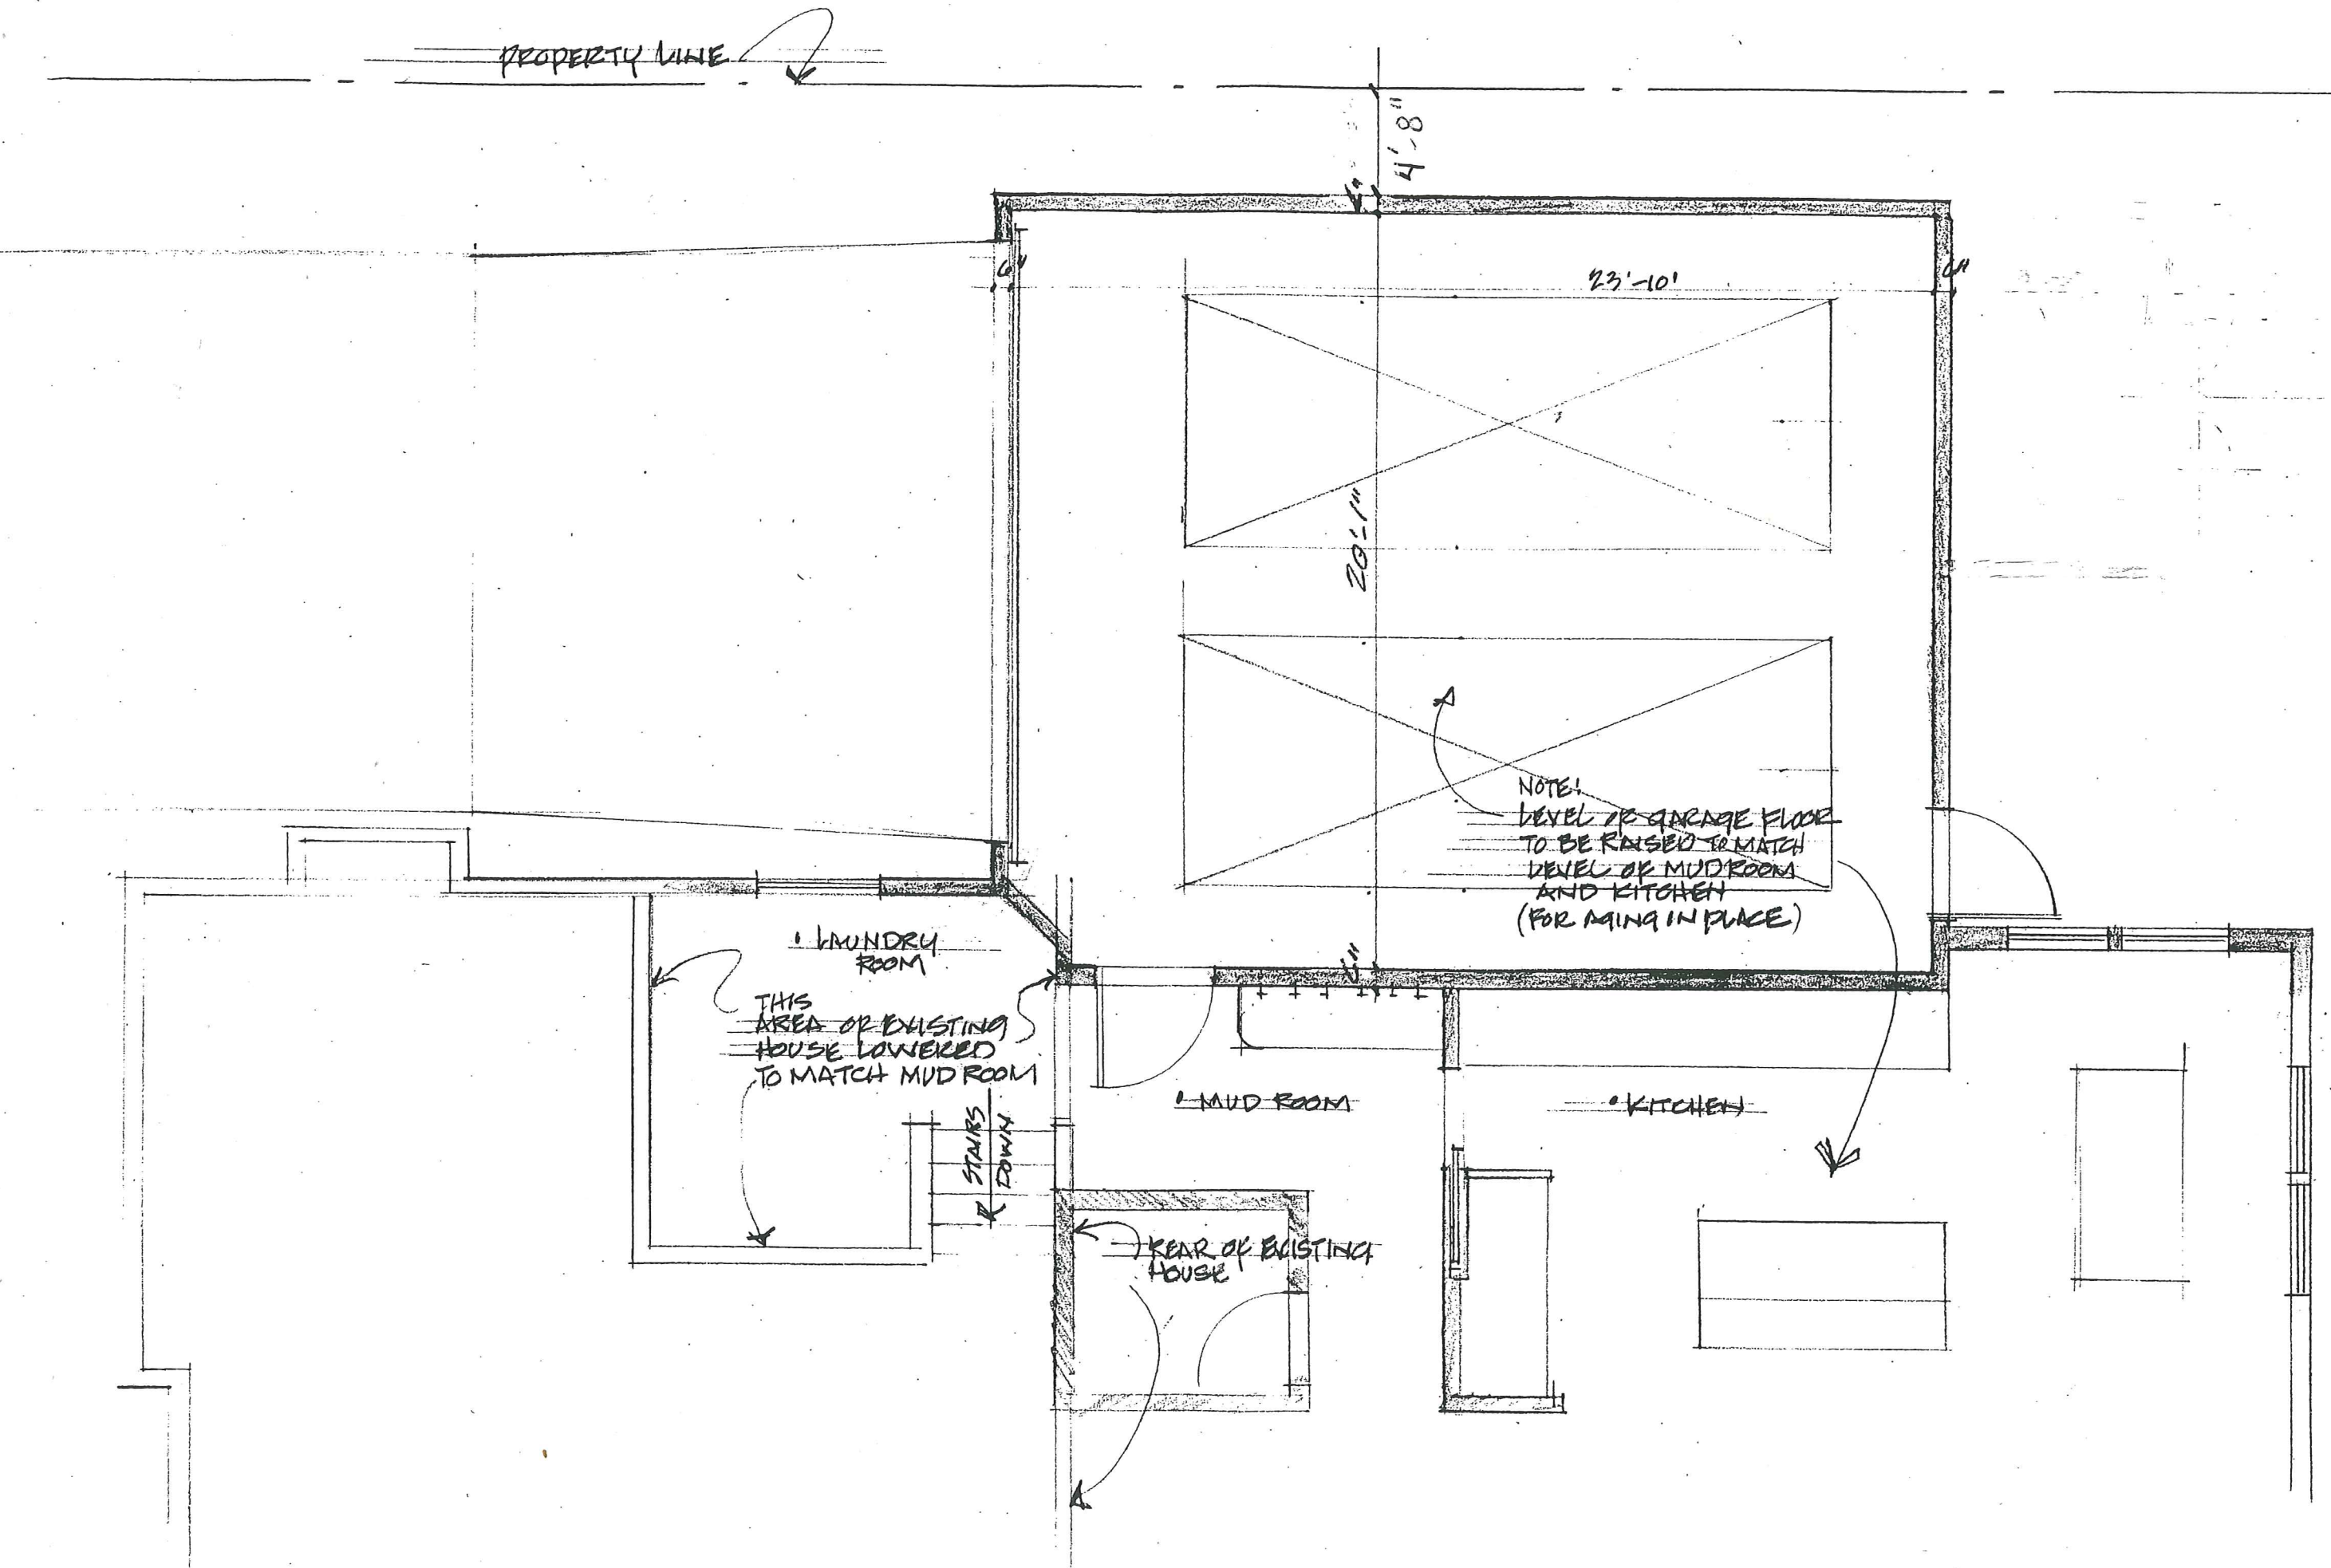 PROPERTY LINE
4'-8"
6"
6"
23'-10'
6"
20'-1"
NOTE:
LEVEL OF GARAGE FLOOR
TO BE RAISED TO MATCH
LEVEL OF MUDROOM
AND KITCHEN
(FOR AGING IN PLACE)
• LAUNDRY
ROOM
6"
THIS
AREA OF EXISTING
HOUSE LOWERED
TO MATCH MUD ROOM
STAIRS
DOWN
• MUD ROOM
• KITCHEN
REAR OF EXISTING
HOUSE